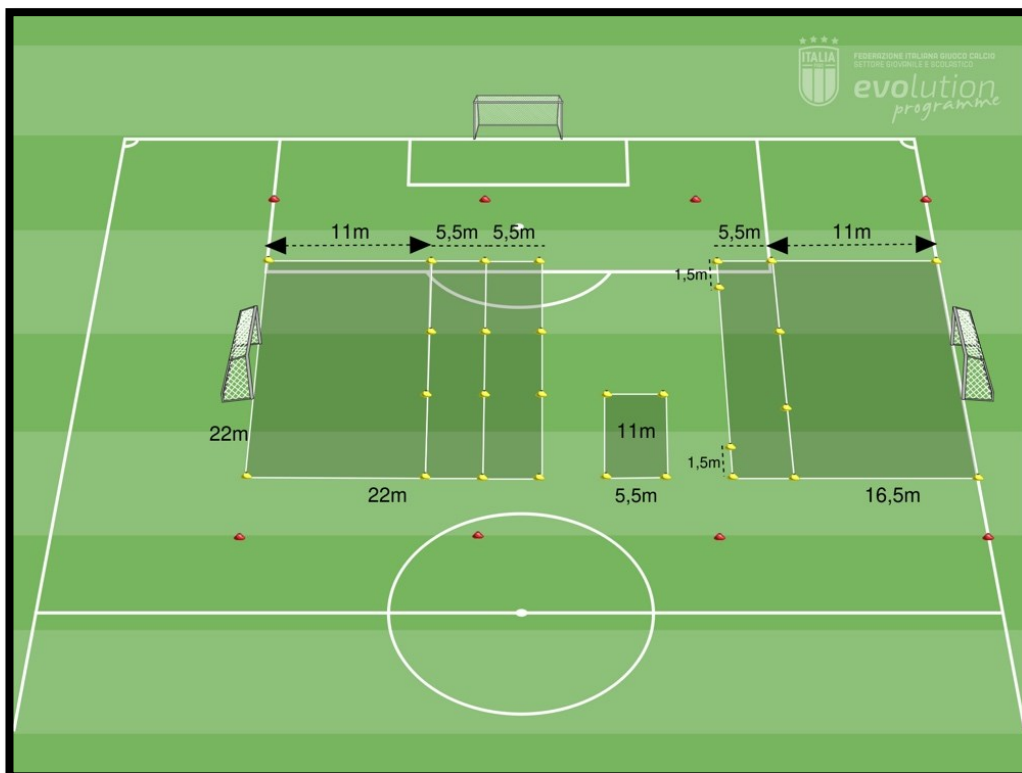 ITALIA
FEDERAZIONE ITALIANA GIUOCO CALCIO
SETTORE GIOVANILE E SCOLASTICO
evolution
programme
11m
5,5m
5,5m
5,5m
11m
1,5m
22m
11m
1,5m
22m
5,5m
16,5m